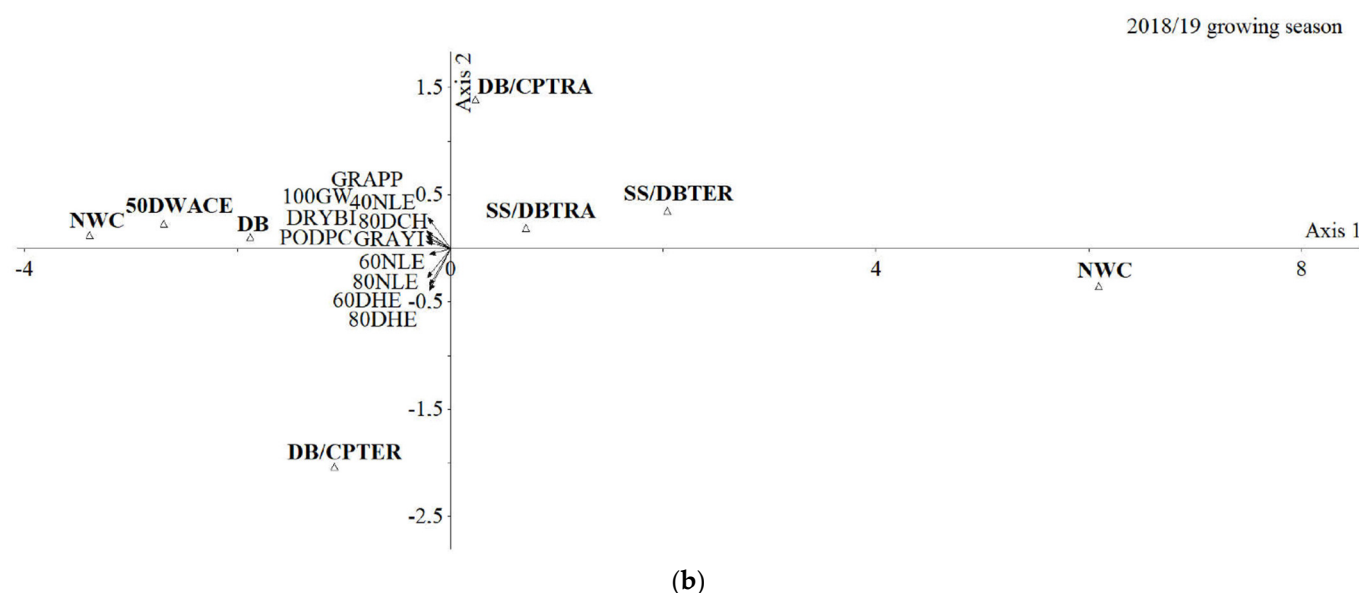 2018/19 growing season
Axis 2
1.5
DB/CPTRA
GRAPP
100GW 40NLE 0.5
50DWACE
SS/DBTER
NWC
DB
DRYBI 80DCH
SS/DBTRA
PODPC GRAYI
Axis 1
-4
60NLE
0
4
NWC
8
80NLE
60DHE -0.5
80DHE
-1.5
DB/CPTER
-2.5
(b)